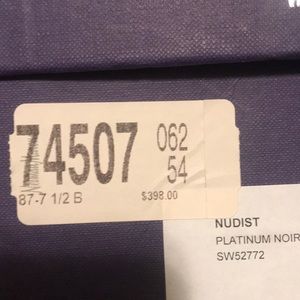 74507 062
54
87-7 1/2 B $398.00
NUDIST
PLATINUM NOIR
SW52772